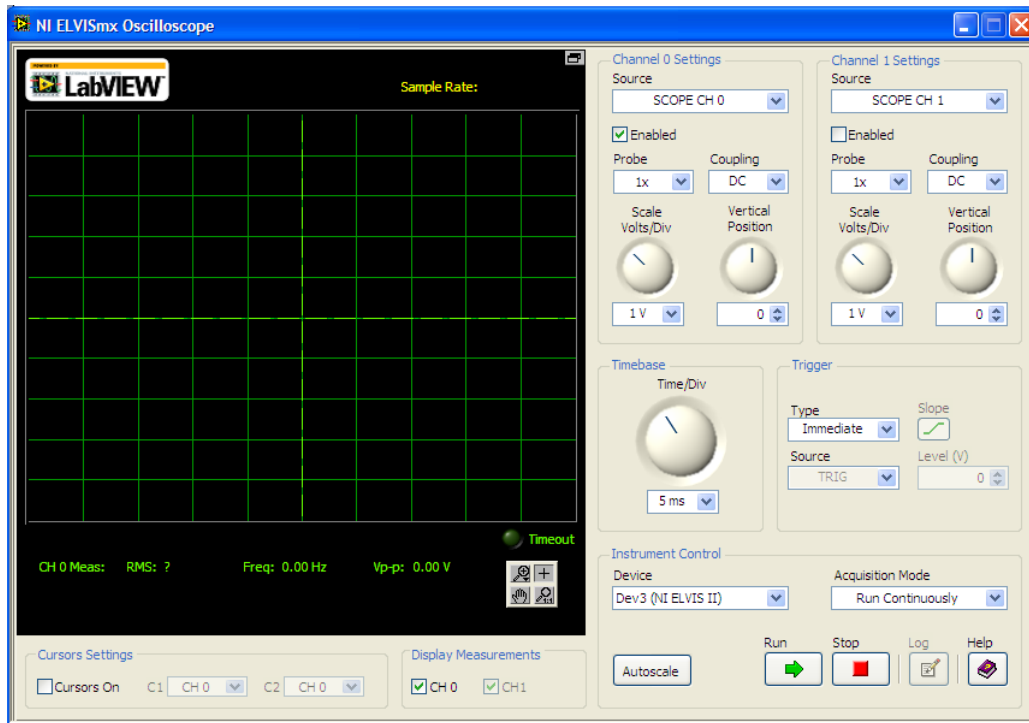 NI ELVISmx Oscilloscope
POWERED BY
NATIONAL INSTRUMENTS
LabVIEW™
Sample Rate:
Timeout
CH 0 Meas: RMS: ? Freq: 0.00 Hz Vp-p: 0.00 V
Cursors Settings
Cursors On C1 CH 0 C2 CH 0
Display Measurements
CH 0 CH1
Channel 0 Settings
Source
SCOPE CH 0
Enabled
Probe Coupling
1x DC
Scale
Volts/Div
Vertical
Position
1 V 0
Channel 1 Settings
Source
SCOPE CH 1
Enabled
Probe Coupling
1x DC
Scale
Volts/Div
Vertical
Position
1 V 0
Timebase
Time/Div
5 ms
Trigger
Type Slope
Immediate
Source Level (V)
TRIG 0
Instrument Control
Device Acquisition Mode
Dev3 (NI ELVIS II) Run Continuously
Run Stop Log Help
Autoscale